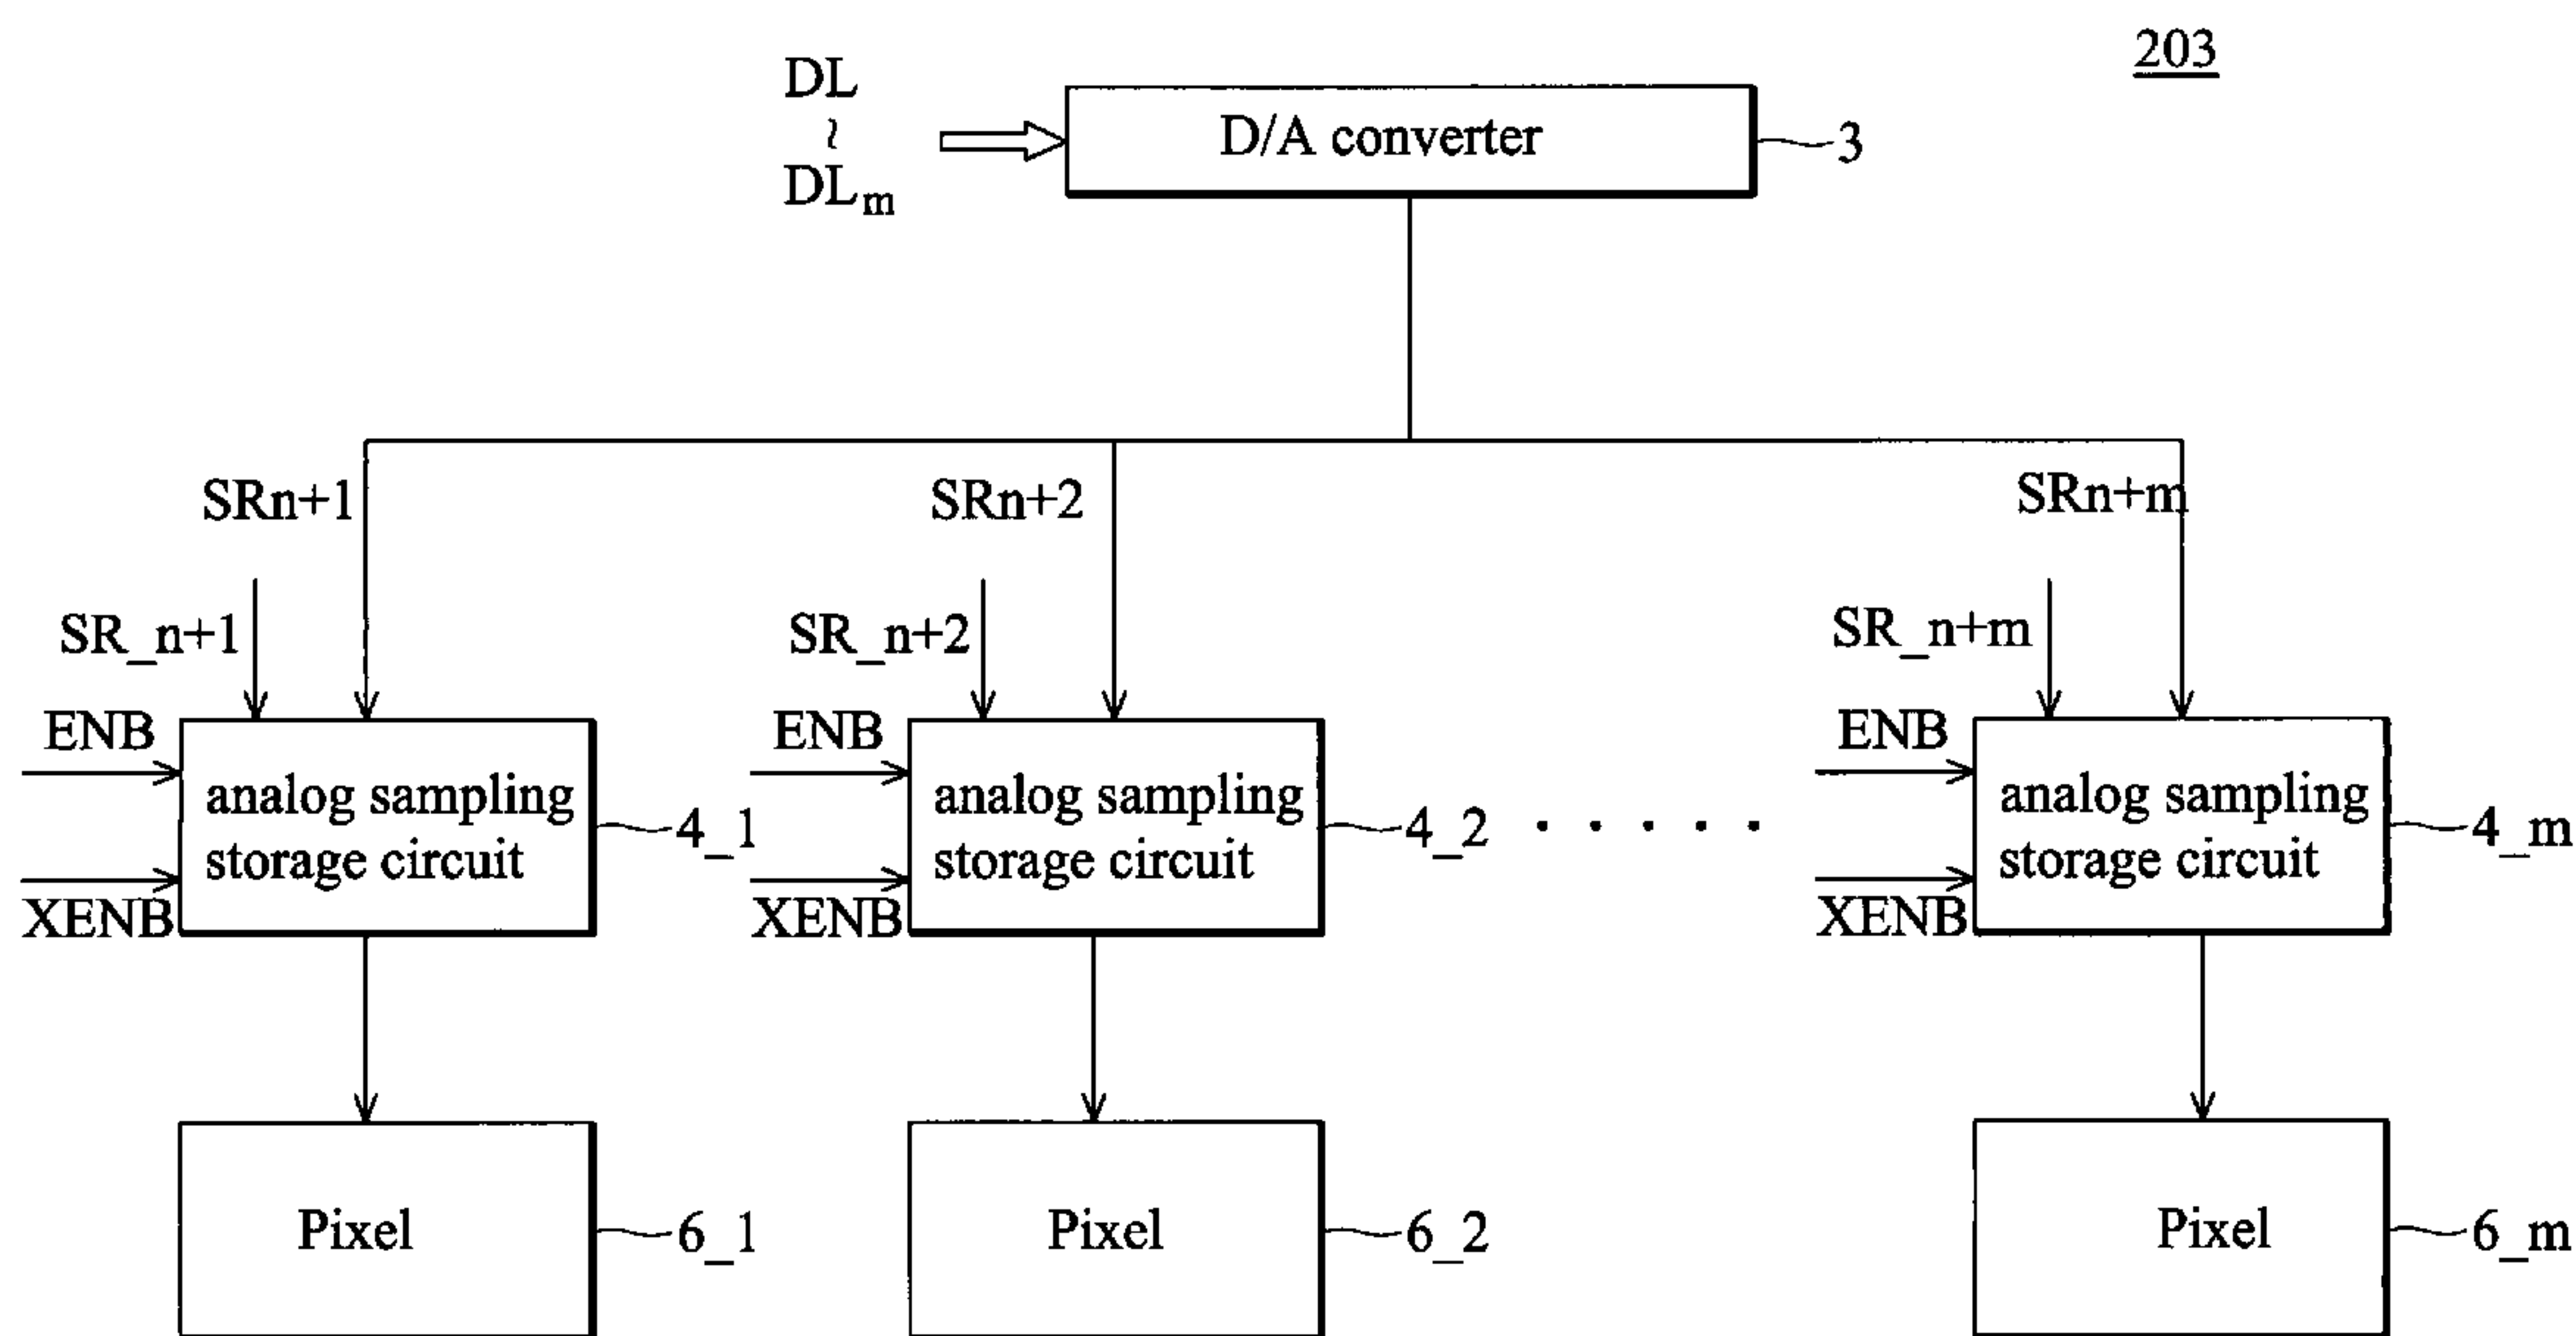 203
DL
~
DLm
D/A converter
3
SRn+1
SRn+2
SRn+m
SR_n+1
SR_n+2
SR_n+m
ENB
ENB
ENB
analog sampling
storage circuit
4_1
analog sampling
storage circuit
4_2
.....
analog sampling
storage circuit
4_m
XENB
XENB
XENB
Pixel
6_1
Pixel
6_2
Pixel
6_m